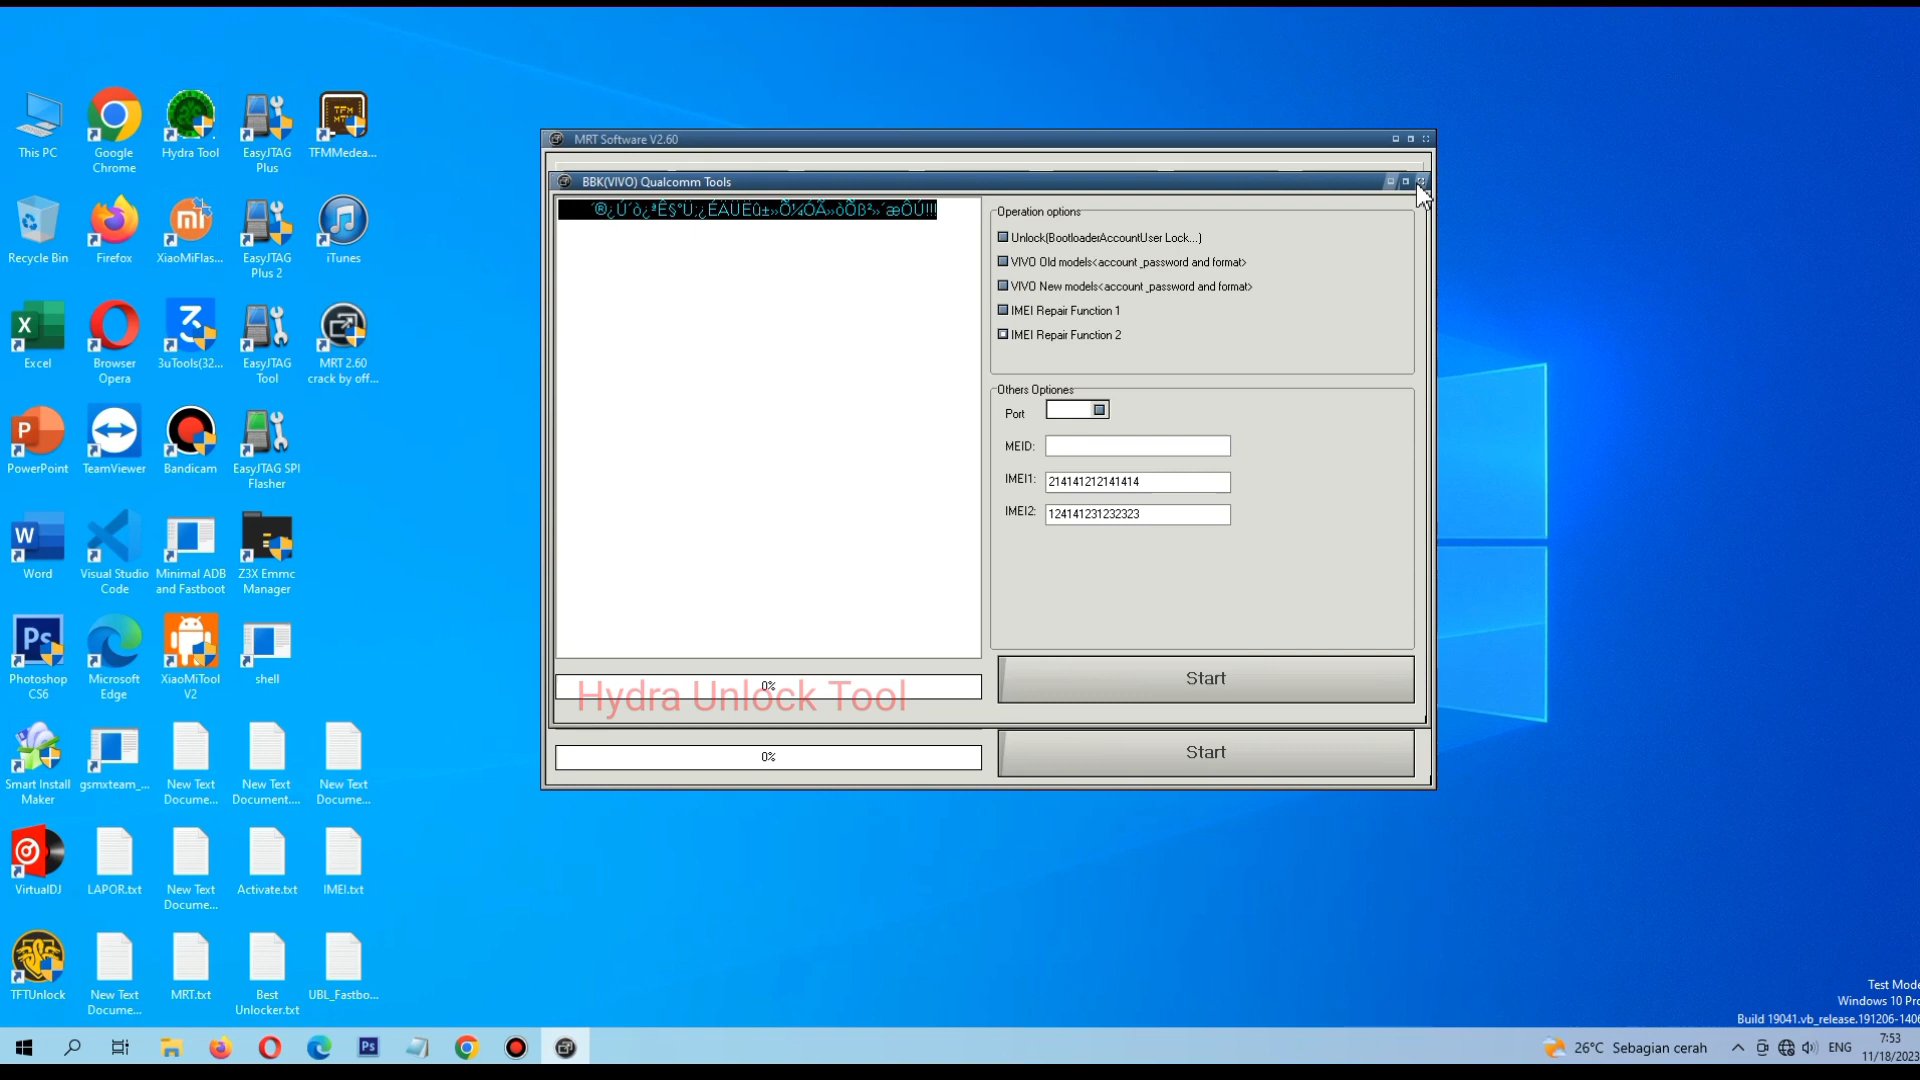 This PC
Google
Chrome
Hydra Tool
EasyJTAG
Plus
TFMMedea...
Recycle Bin
Firefox
XiaoMiFlas...
EasyJTAG
Plus 2
iTunes
Excel
Browser
Opera
3uTools(32...
EasyJTAG
Tool
MRT 2.60
crack by off...
PowerPoint
TeamViewer
Bandicam
EasyJTAG SPI
Flasher
Word
Visual Studio
Code
Minimal ADB
and Fastboot
Z3X Emmc
Manager
Photoshop
CS6
Microsoft
Edge
XiaoMiTool
V2
shell
Smart Install
Maker
gsmxteam_...
New Text
Docume...
New Text
Document....
New Text
Docume...
VirtualDJ
LAPOR.txt
New Text
Docume...
Activate.txt
IMEI.txt
TFTUnlock
New Text
Docume...
MRT.txt
Best
Unlocker.txt
UBL_Fastbo...
MRT Software V2.60
BBK(VIVO) Qualcomm Tools
Operation options
Unlock(BootloaderAccountUser Lock...)
VIVO Old models<account_password and format>
VIVO New models<account_password and format>
IMEI Repair Function 1
IMEI Repair Function 2
Others Optiones
Port
MEID:
IMEI1:
214141212141414
IMEI2:
124141231232323
0%
Start
Hydra Unlock Tool
0%
Start
Test Mode
Windows 10 Pro
Build 19041.vb_release.191206-1406
26°C Sebagian cerah
ENG
7:53
11/18/2023